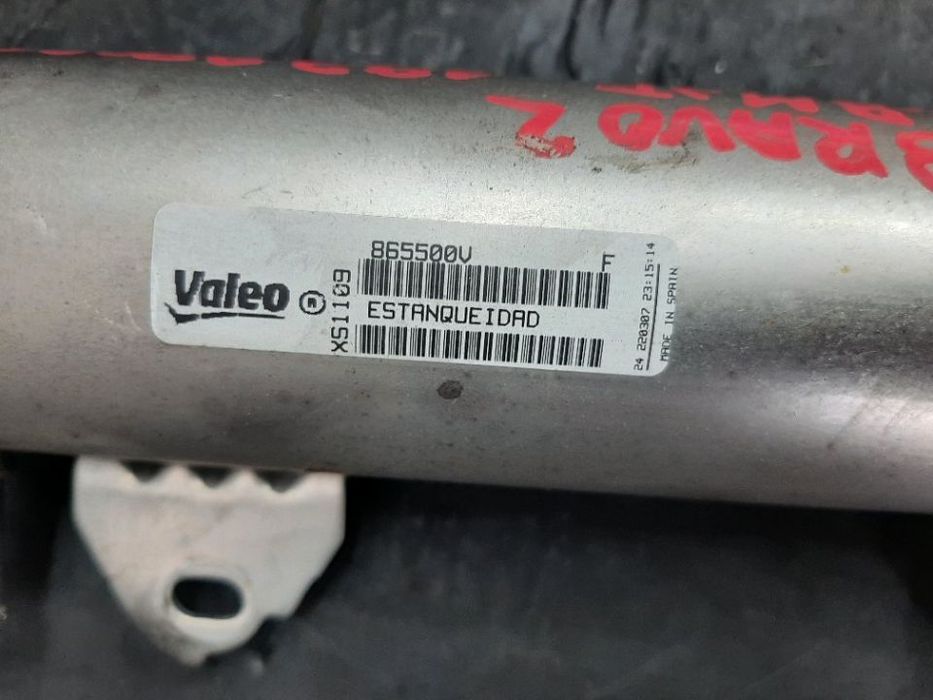 BRAVO 2
Valeo ®
XS1109
865500V
F
ESTANQUEIDAD
24 220307 23:15:14
MADE IN SPAIN